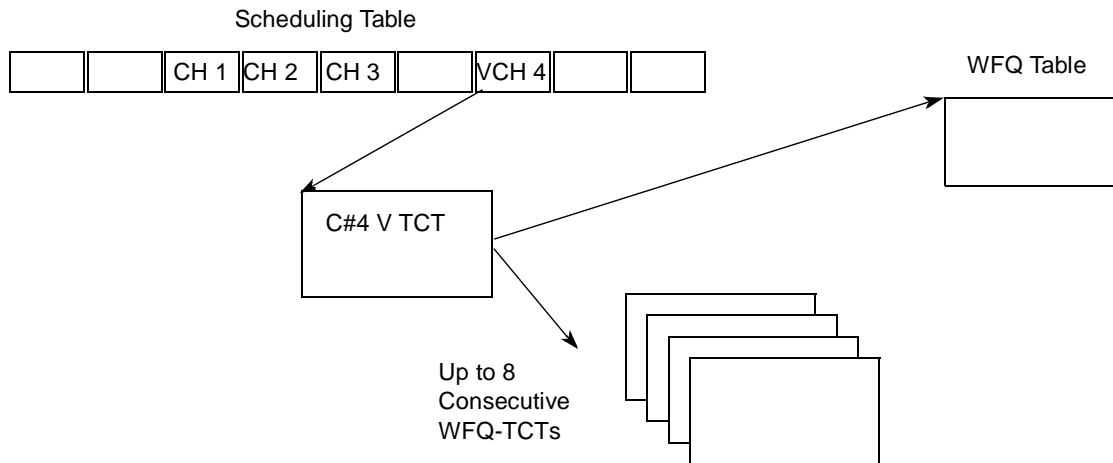 Scheduling Table
CH 1 CH 2 CH 3 VCH 4
WFQ Table
C#4 V TCT
Up to 8
Consecutive
WFQ-TCTs